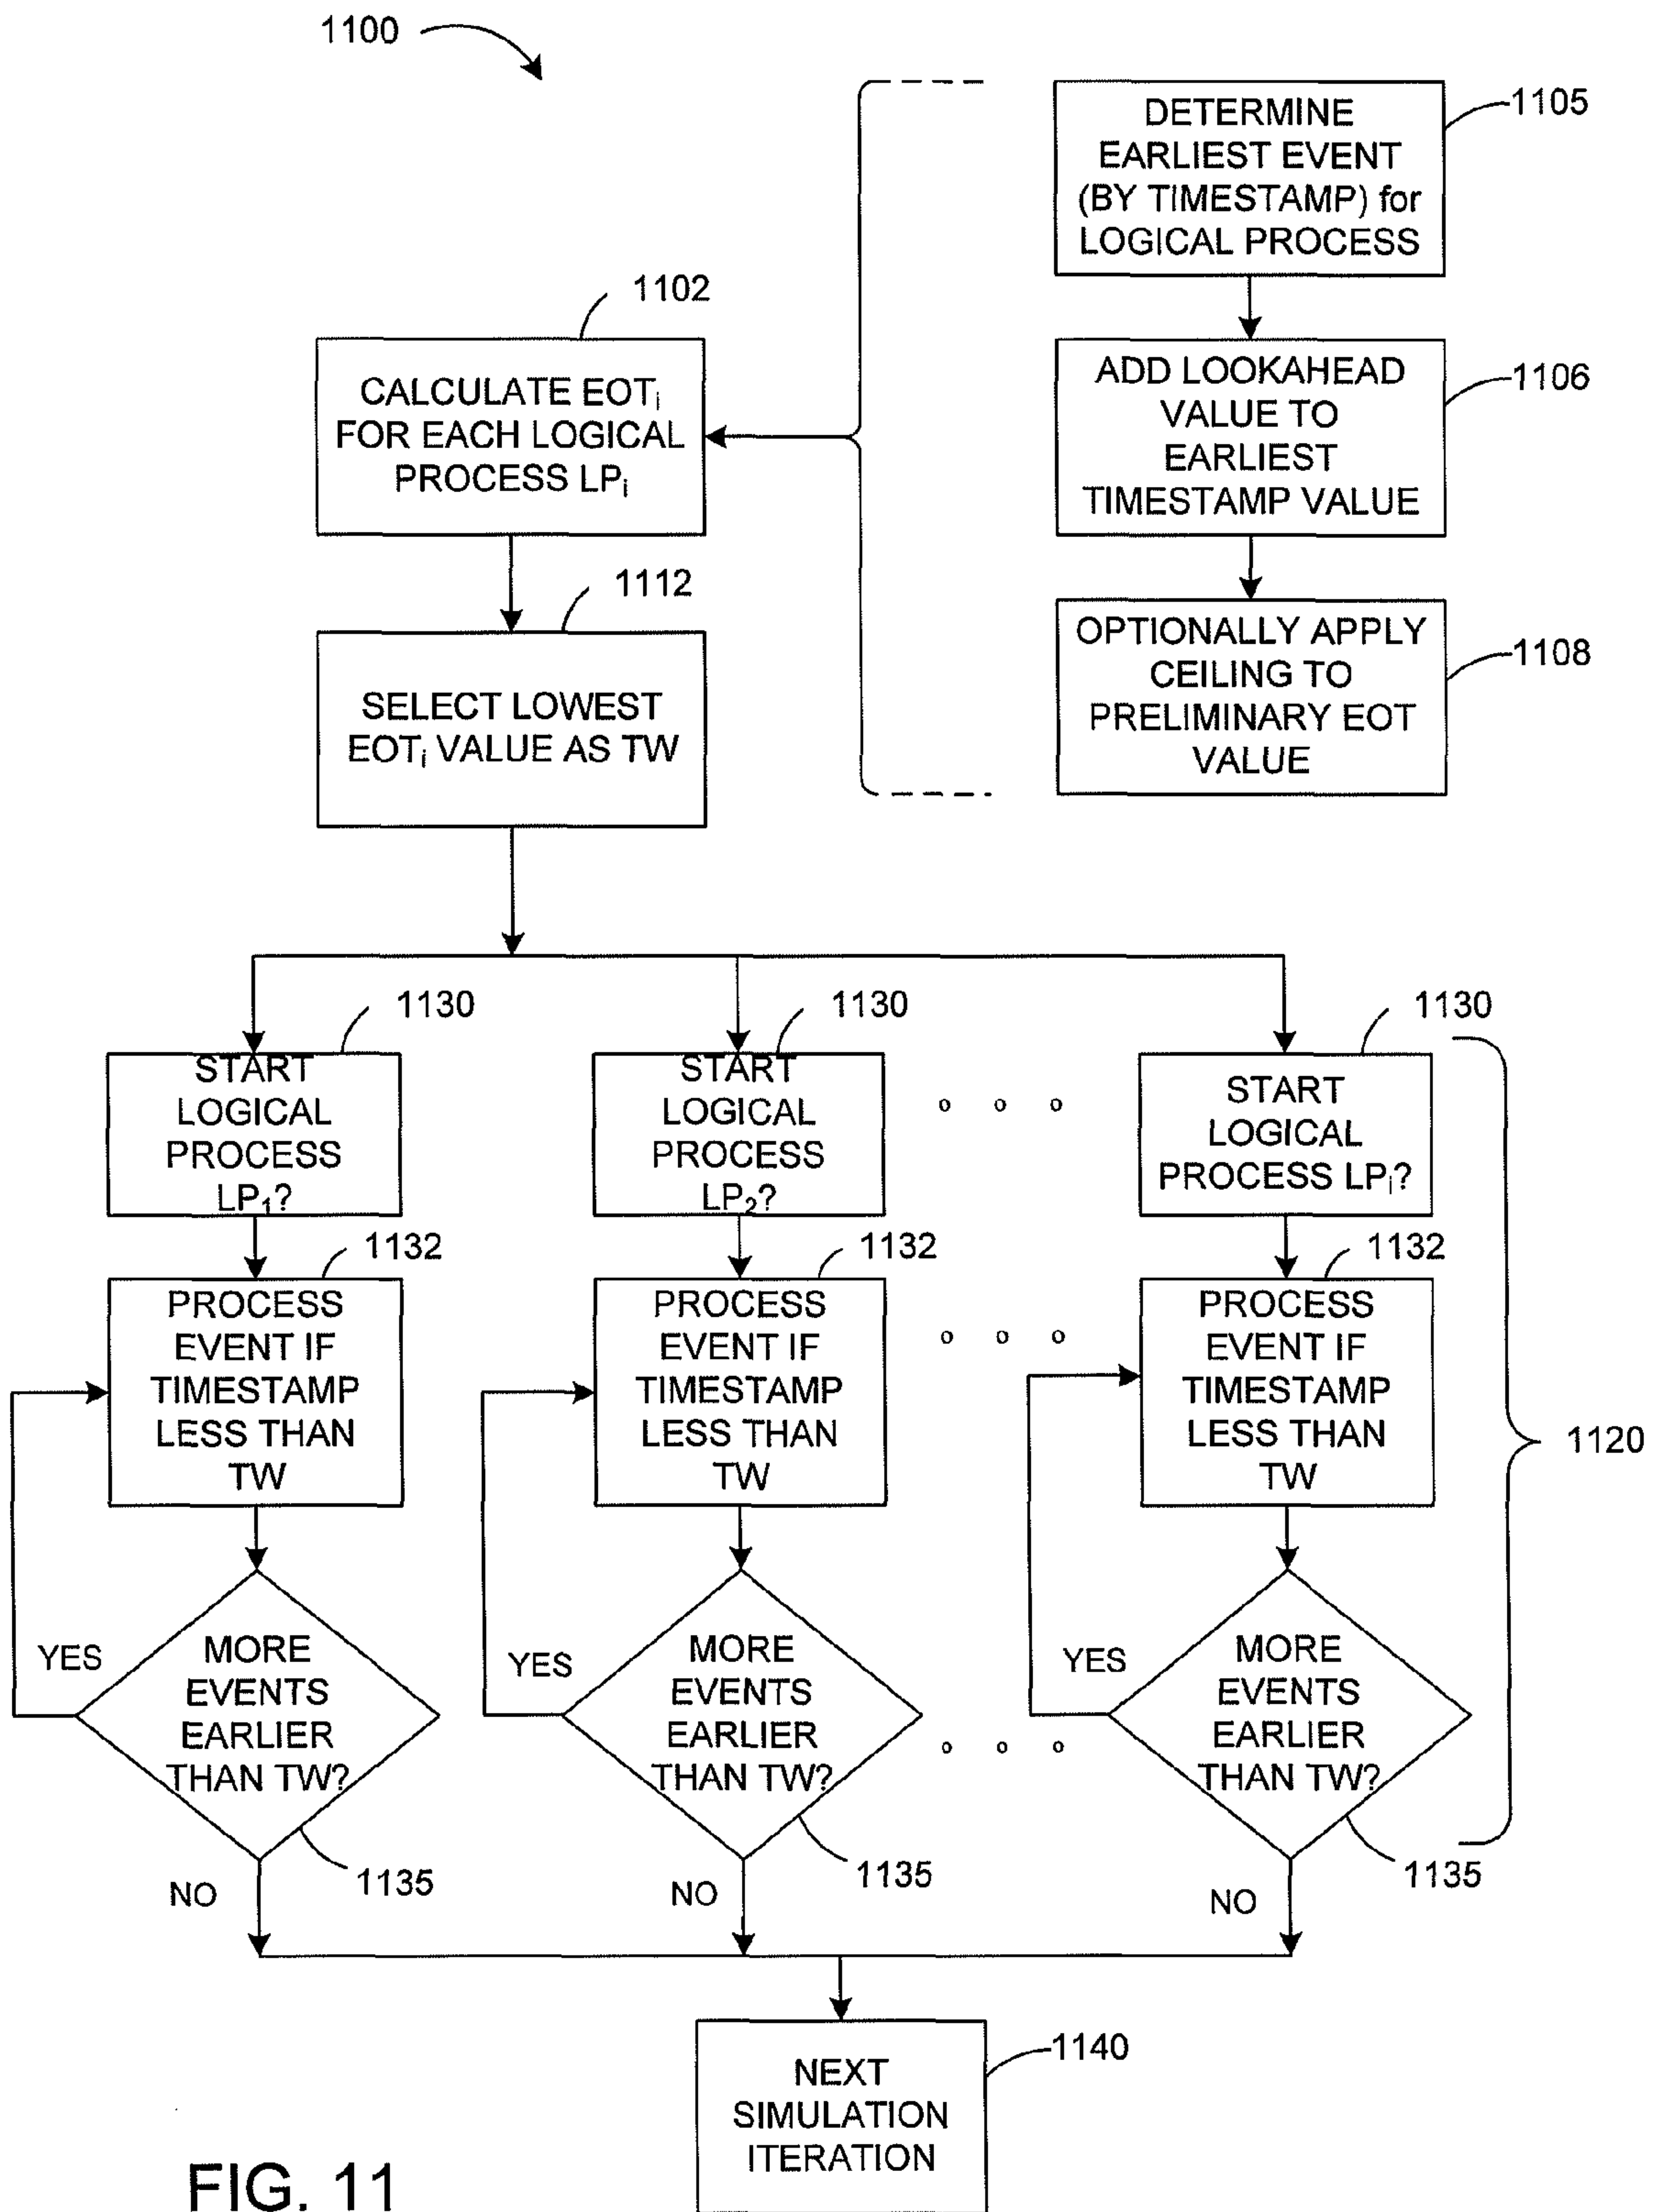 1100
DETERMINE
EARLIEST EVENT
(BY TIMESTAMP) for
LOGICAL PROCESS
1105
1102
CALCULATE EOTi
FOR EACH LOGICAL
PROCESS LPi
ADD LOOKAHEAD
VALUE TO
EARLIEST
TIMESTAMP VALUE
1106
1112
SELECT LOWEST
EOTi VALUE AS TW
OPTIONALLY APPLY
CEILING TO
PRELIMINARY EOT
VALUE
1108
1130
START
LOGICAL
PROCESS
LP1?
1130
START
LOGICAL
PROCESS
LP2?
1130
START
LOGICAL
PROCESS LPi?
1132
PROCESS
EVENT IF
TIMESTAMP
LESS THAN
TW
1132
PROCESS
EVENT IF
TIMESTAMP
LESS THAN
TW
1132
PROCESS
EVENT IF
TIMESTAMP
LESS THAN
TW
1120
YES
MORE
EVENTS
EARLIER
THAN TW?
1135
NO
YES
MORE
EVENTS
EARLIER
THAN TW?
1135
NO
YES
MORE
EVENTS
EARLIER
THAN TW?
1135
NO
NEXT
SIMULATION
ITERATION
1140
FIG. 11